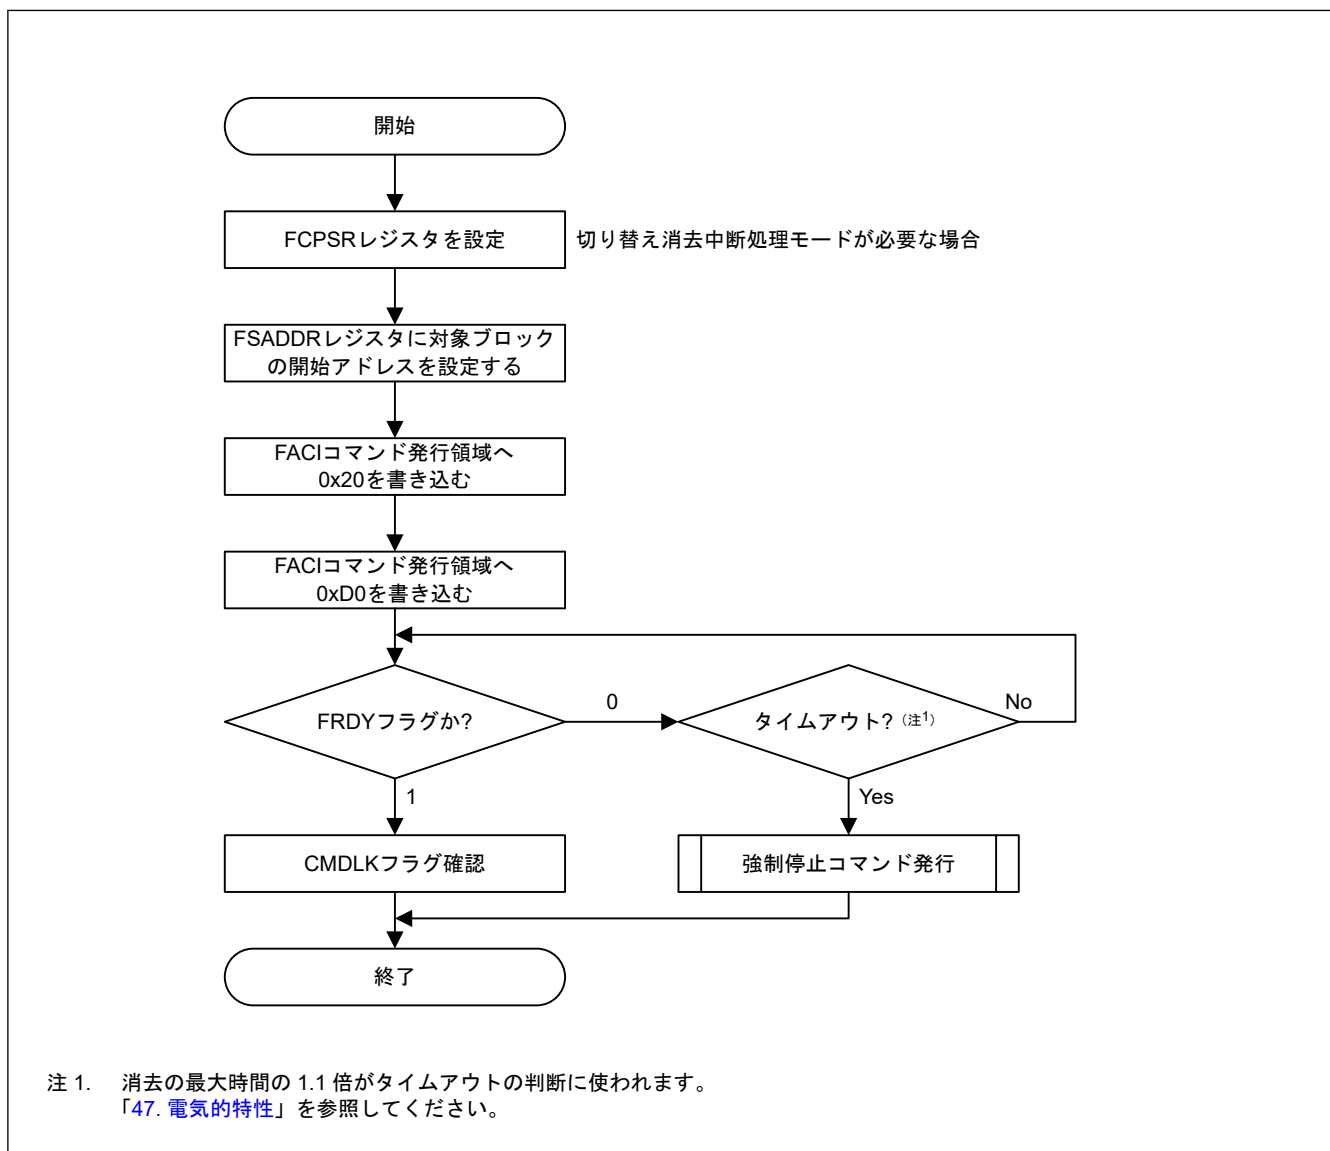 開始
FCPSRレジスタを設定
切り替え消去中断処理モードが必要な場合
FSADDRレジスタに対象ブロック
の開始アドレスを設定する
FACIコマンド発行領域へ
0x20を書き込む
FACIコマンド発行領域へ
0xD0を書き込む
FRDYフラグか?
0
タイムアウト?（注1）
No
1
Yes
CMDLKフラグ確認
強制停止コマンド発行
終了
注 1. 消去の最大時間の 1.1 倍がタイムアウトの判断に使われます。
「47. 電気的特性」を参照してください。